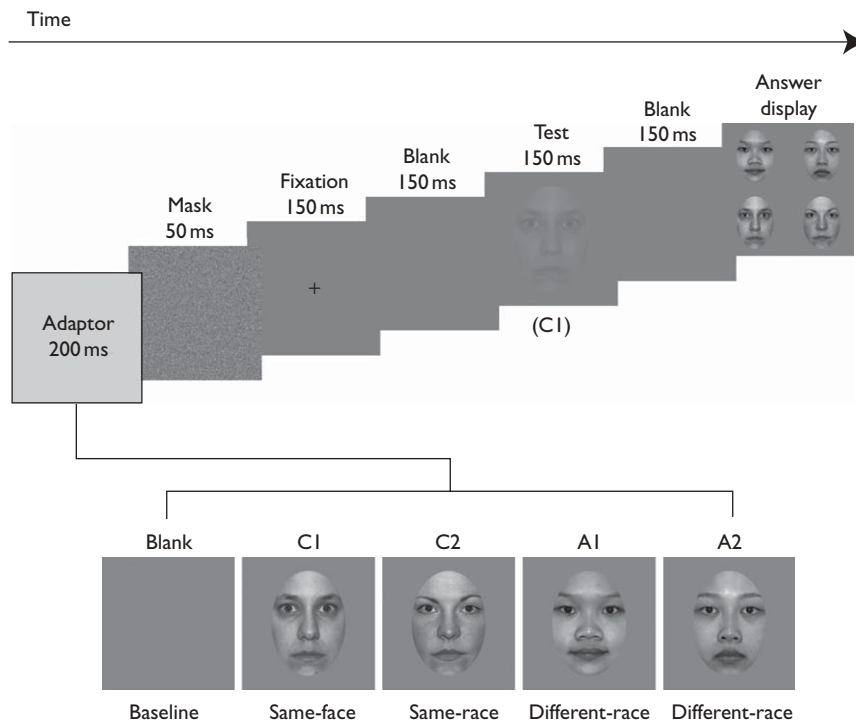 Time
Answer
display
Blank
150 ms
Test
150 ms
Blank
150 ms
Fixation
150 ms
Mask
50 ms
+
Adaptor
200 ms
(C1)
Blank C1 C2 A1 A2
Baseline Same-face Same-race Different-race Different-race